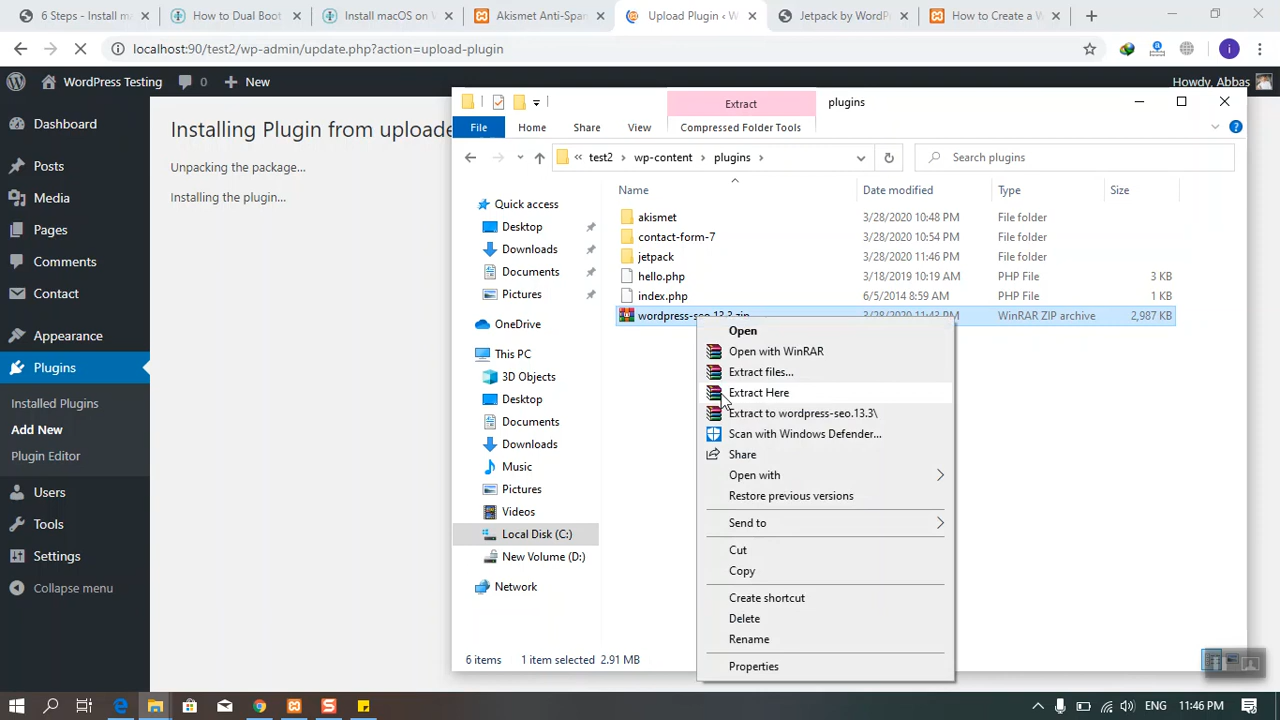 6 Steps - Install m
How to Dual Boot
Install macOS on V
Akismet Anti-Spa
Upload Plugin ‹ W
Jetpack by WordP
How to Create a W
localhost:90/test2/wp-admin/update.php?action=upload-plugin
WordPress Testing
0
New
Howdy, Abbas
Dashboard
Posts
Media
Pages
Comments
Contact
Appearance
Plugins
Installed Plugins
Add New
Plugin Editor
Users
Tools
Settings
Collapse menu
Installing Plugin from uploade
Unpacking the package...
Installing the plugin...
Extract
plugins
File
Home
Share
View
Compressed Folder Tools
« test2 › wp-content › plugins ›
Search plugins
Name
Date modified
Type
Size
Quick access
Desktop
Downloads
Documents
Pictures
OneDrive
This PC
3D Objects
Desktop
Documents
Downloads
Music
Pictures
Videos
Local Disk (C:)
New Volume (D:)
Network
akismet 3/28/2020 10:48 PM File folder
contact-form-7 3/28/2020 10:54 PM File folder
jetpack 3/28/2020 11:46 PM File folder
hello.php 3/18/2019 10:19 AM PHP File 3 KB
index.php 6/5/2014 8:59 AM PHP File 1 KB
wordpress-seo.13.3.zip 3/28/2020 11:43 PM WinRAR ZIP archive 2,987 KB
Open
Open with WinRAR
Extract files...
Extract Here
Extract to wordpress-seo.13.3\
Scan with Windows Defender...
Share
Open with
Restore previous versions
Send to
Cut
Copy
Create shortcut
Delete
Rename
Properties
6 items 1 item selected 2.91 MB
ENG 11:46 PM